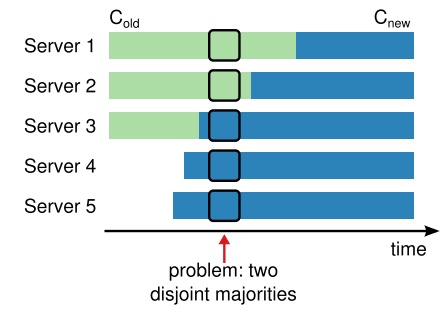 C_old C_new
Server 1
Server 2
Server 3
Server 4
Server 5
time
problem: two
disjoint majorities